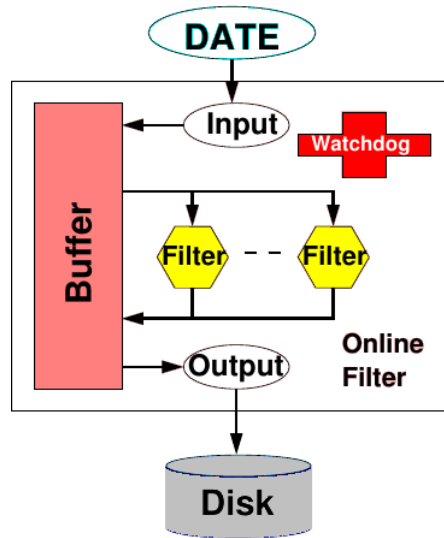 DATE
Input
Watchdog
Buffer
Filter
Filter
Output
Online
Filter
Disk